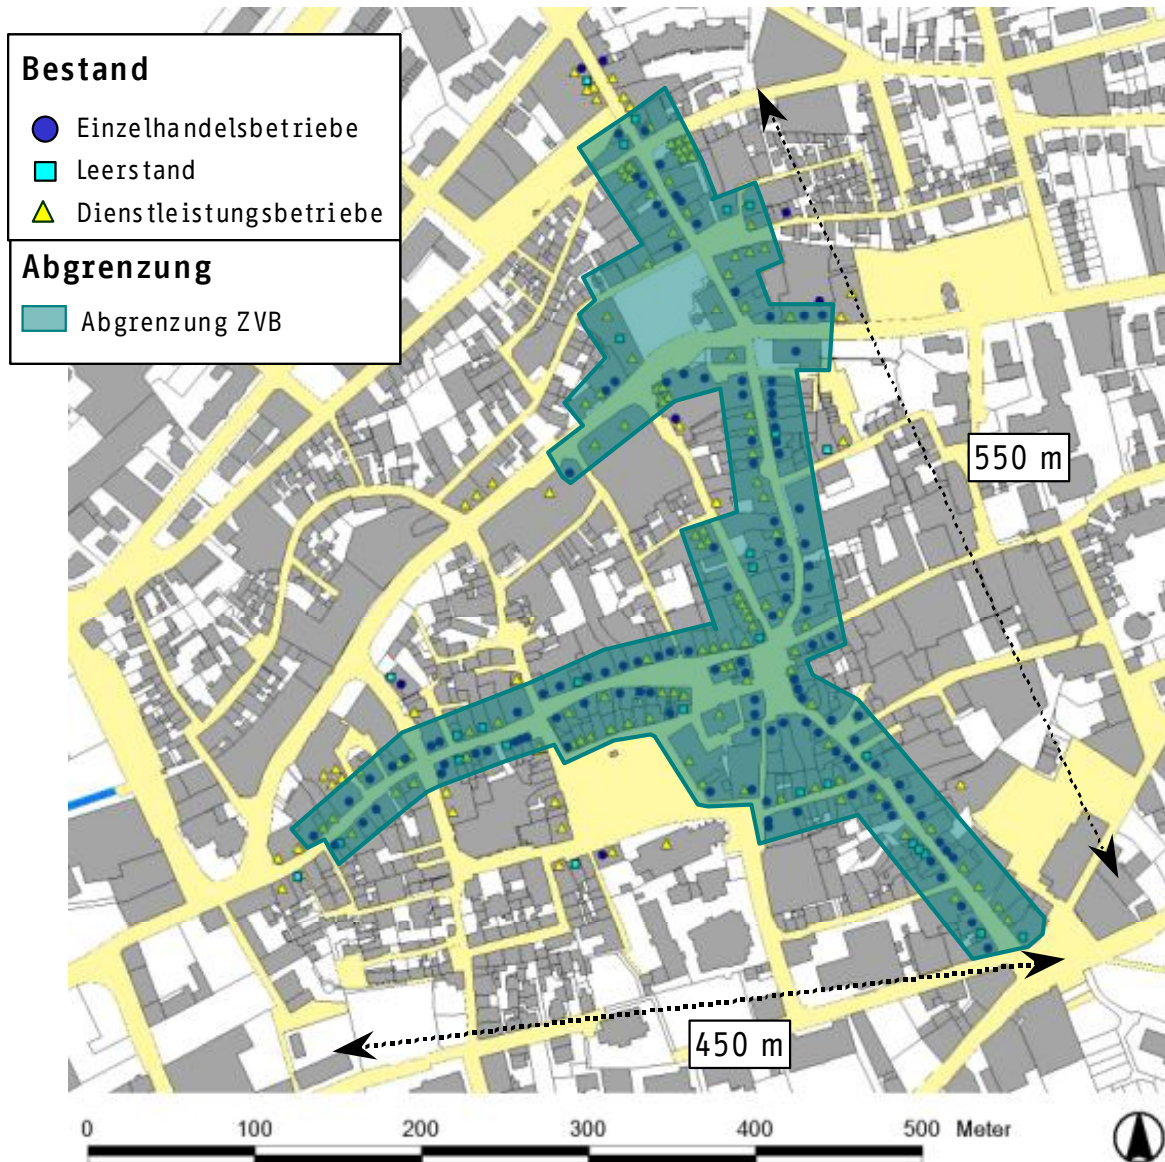 Bestand
Einzelhandelsbetriebe
Leerstand
Dienstleistungsbetriebe
Abgrenzung
Abgrenzung ZVB
550 m
450 m
0 100 200 300 400 500 Meter